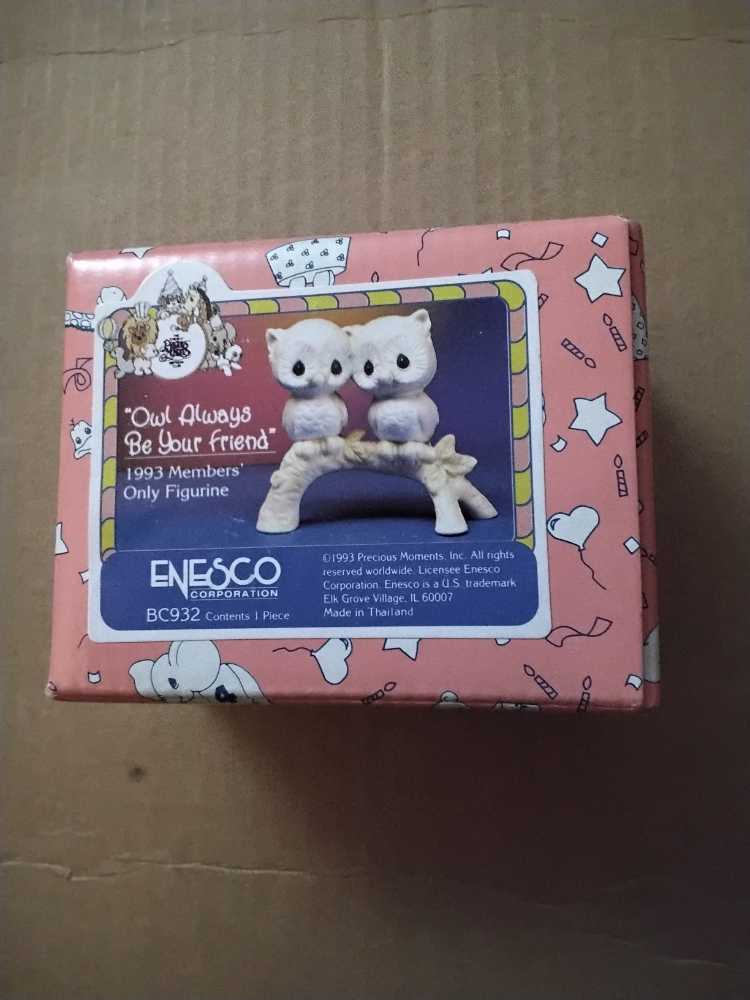 "Owl Always
Be Your Friend"
1993 Members'
Only Figurine
ENESCO
CORPORATION
BC932 Contents 1 Piece
©1993 Precious Moments, Inc. All rights
reserved worldwide. Licensee Enesco
Corporation. Enesco is a U.S. trademark
Elk Grove Village, IL 60007
Made in Thailand